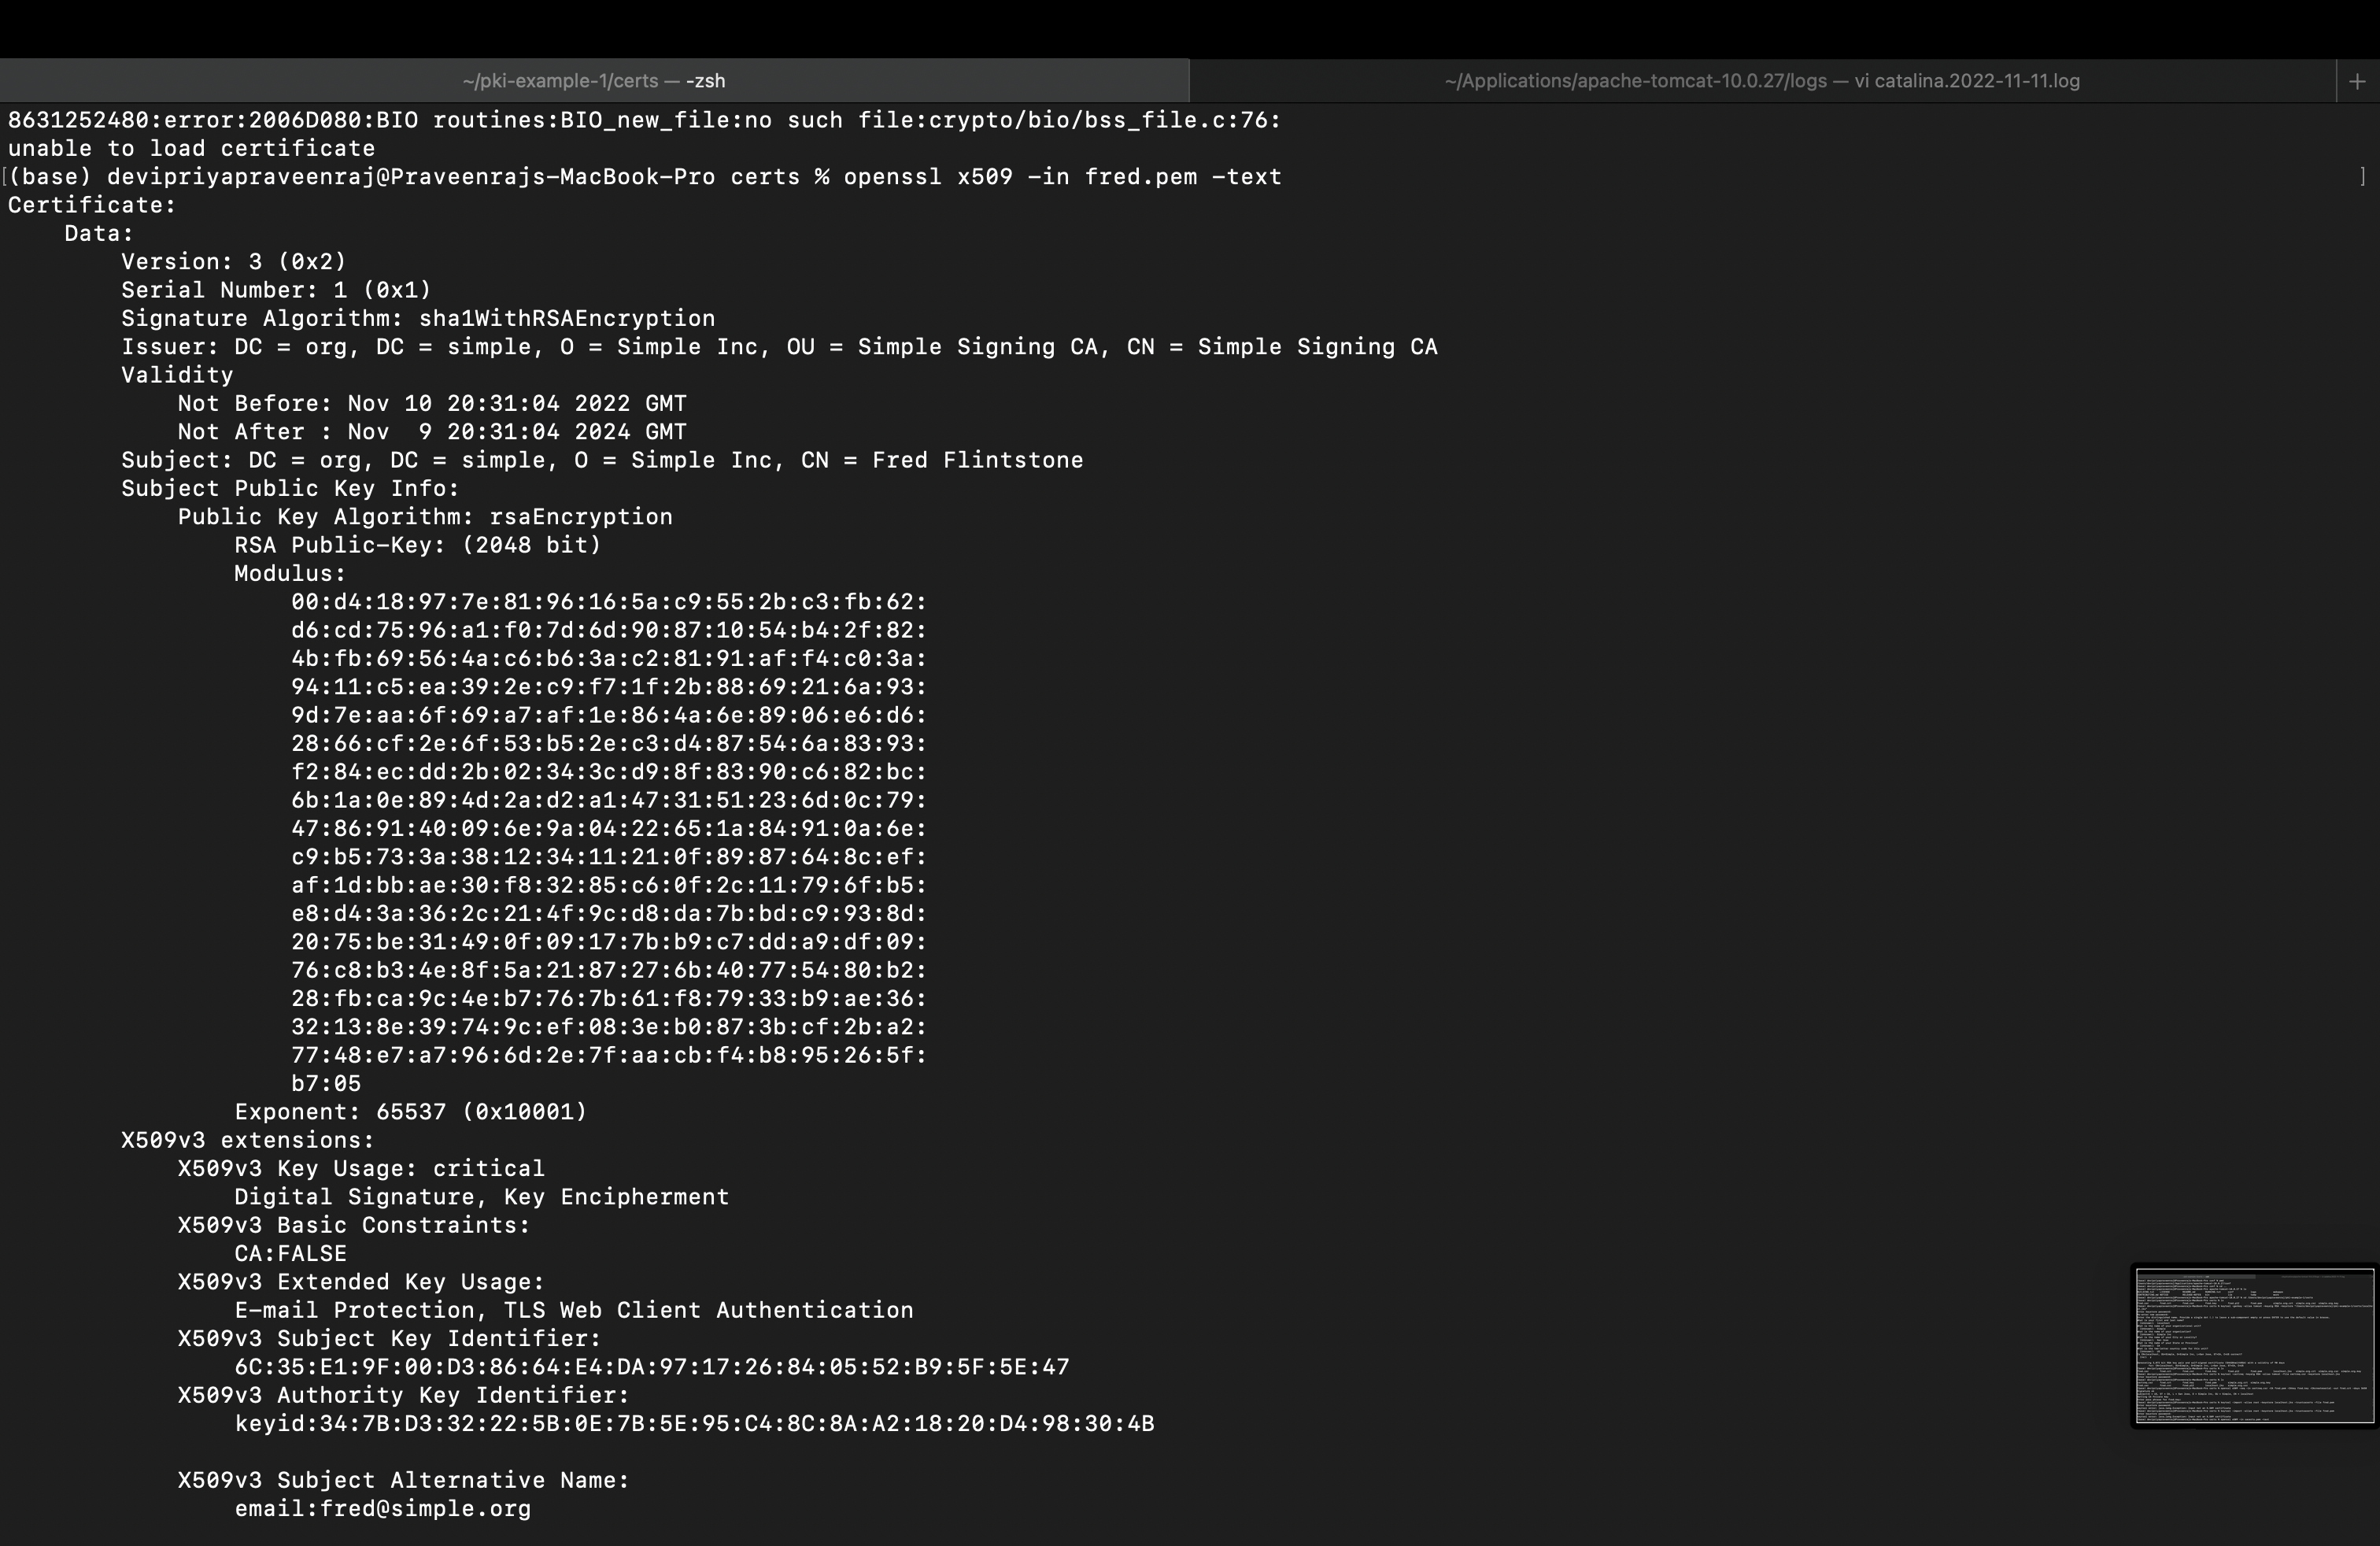 ~/pki-example-1/certs — -zsh
~/Applications/apache-tomcat-10.0.27/logs — vi catalina.2022-11-11.log
+
8631252480:error:2006D080:BIO routines:BIO_new_file:no such file:crypto/bio/bss_file.c:76:
unable to load certificate
[(base) devipriyapraveenraj@Praveenrajs-MacBook-Pro certs % openssl x509 -in fred.pem -text ]
Certificate:
    Data:
        Version: 3 (0x2)
        Serial Number: 1 (0x1)
        Signature Algorithm: sha1WithRSAEncryption
        Issuer: DC = org, DC = simple, O = Simple Inc, OU = Simple Signing CA, CN = Simple Signing CA
        Validity
            Not Before: Nov 10 20:31:04 2022 GMT
            Not After : Nov  9 20:31:04 2024 GMT
        Subject: DC = org, DC = simple, O = Simple Inc, CN = Fred Flintstone
        Subject Public Key Info:
            Public Key Algorithm: rsaEncryption
                RSA Public-Key: (2048 bit)
                Modulus:
                    00:d4:18:97:7e:81:96:16:5a:c9:55:2b:c3:fb:62:
                    d6:cd:75:96:a1:f0:7d:6d:90:87:10:54:b4:2f:82:
                    4b:fb:69:56:4a:c6:b6:3a:c2:81:91:af:f4:c0:3a:
                    94:11:c5:ea:39:2e:c9:f7:1f:2b:88:69:21:6a:93:
                    9d:7e:aa:6f:69:a7:af:1e:86:4a:6e:89:06:e6:d6:
                    28:66:cf:2e:6f:53:b5:2e:c3:d4:87:54:6a:83:93:
                    f2:84:ec:dd:2b:02:34:3c:d9:8f:83:90:c6:82:bc:
                    6b:1a:0e:89:4d:2a:d2:a1:47:31:51:23:6d:0c:79:
                    47:86:91:40:09:6e:9a:04:22:65:1a:84:91:0a:6e:
                    c9:b5:73:3a:38:12:34:11:21:0f:89:87:64:8c:ef:
                    af:1d:bb:ae:30:f8:32:85:c6:0f:2c:11:79:6f:b5:
                    e8:d4:3a:36:2c:21:4f:9c:d8:da:7b:bd:c9:93:8d:
                    20:75:be:31:49:0f:09:17:7b:b9:c7:dd:a9:df:09:
                    76:c8:b3:4e:8f:5a:21:87:27:6b:40:77:54:80:b2:
                    28:fb:ca:9c:4e:b7:76:7b:61:f8:79:33:b9:ae:36:
                    32:13:8e:39:74:9c:ef:08:3e:b0:87:3b:cf:2b:a2:
                    77:48:e7:a7:96:6d:2e:7f:aa:cb:f4:b8:95:26:5f:
                    b7:05
                Exponent: 65537 (0x10001)
        X509v3 extensions:
            X509v3 Key Usage: critical
                Digital Signature, Key Encipherment
            X509v3 Basic Constraints:
                CA:FALSE
            X509v3 Extended Key Usage:
                E-mail Protection, TLS Web Client Authentication
            X509v3 Subject Key Identifier:
                6C:35:E1:9F:00:D3:86:64:E4:DA:97:17:26:84:05:52:B9:5F:5E:47
            X509v3 Authority Key Identifier:
                keyid:34:7B:D3:32:22:5B:0E:7B:5E:95:C4:8C:8A:A2:18:20:D4:98:30:4B
            X509v3 Subject Alternative Name:
                email:fred@simple.org